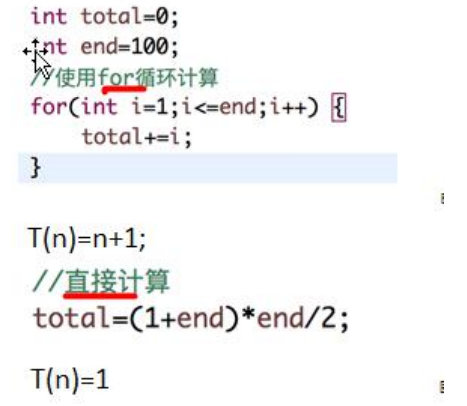 int total=0;
int end=100;
//使用for循环计算
for(int i=1;i<=end;i++) {
total+=i;
}
T(n)=n+1;
//直接计算
total=(1+end)*end/2;
T(n)=1